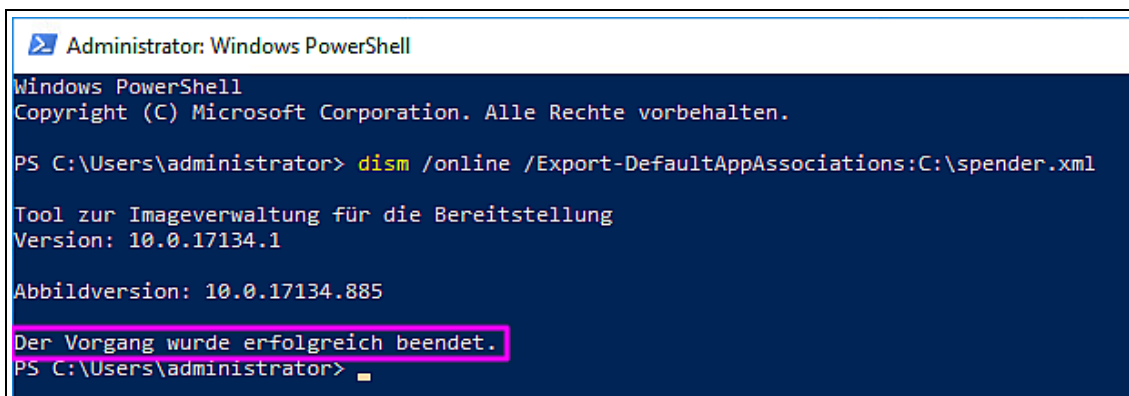 Administrator: Windows PowerShell
Windows PowerShell
Copyright (C) Microsoft Corporation. Alle Rechte vorbehalten.
PS C:\Users\administrator> dism /online /Export-DefaultAppAssociations:C:\spender.xml
Tool zur Imageverwaltung für die Bereitstellung
Version: 10.0.17134.1
Abbildversion: 10.0.17134.885
Der Vorgang wurde erfolgreich beendet.
PS C:\Users\administrator>